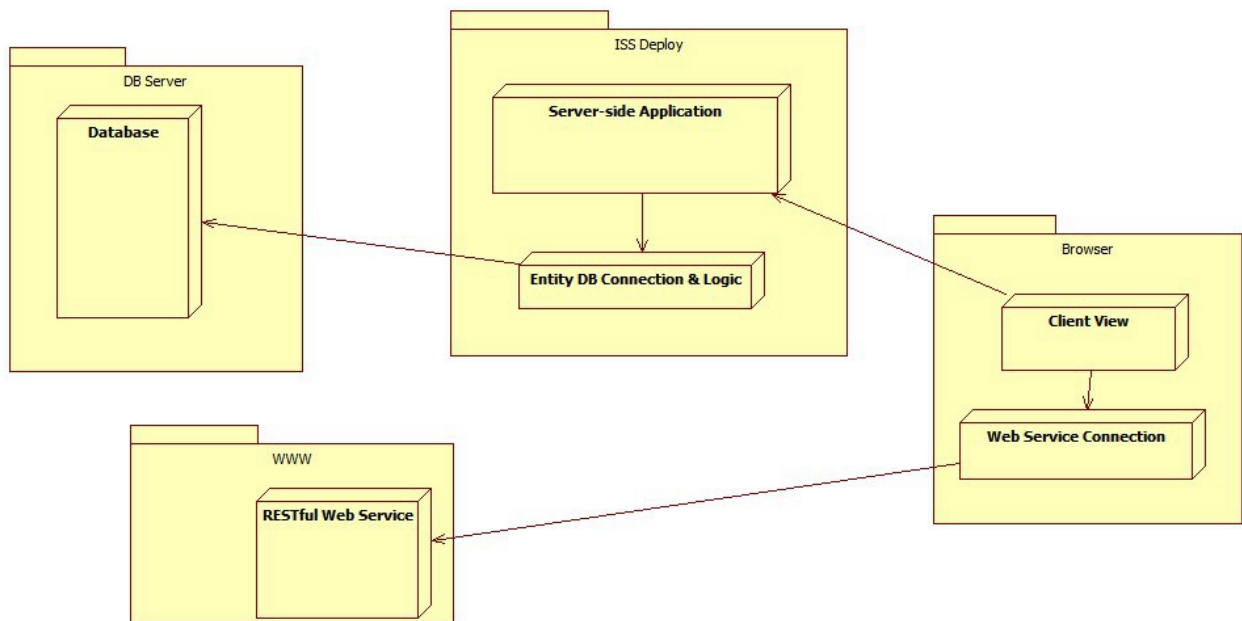 DB Server
Database
ISS Deploy
Server-side Application
Entity DB Connection & Logic
Browser
Client View
Web Service Connection
WWW
RESTful Web Service